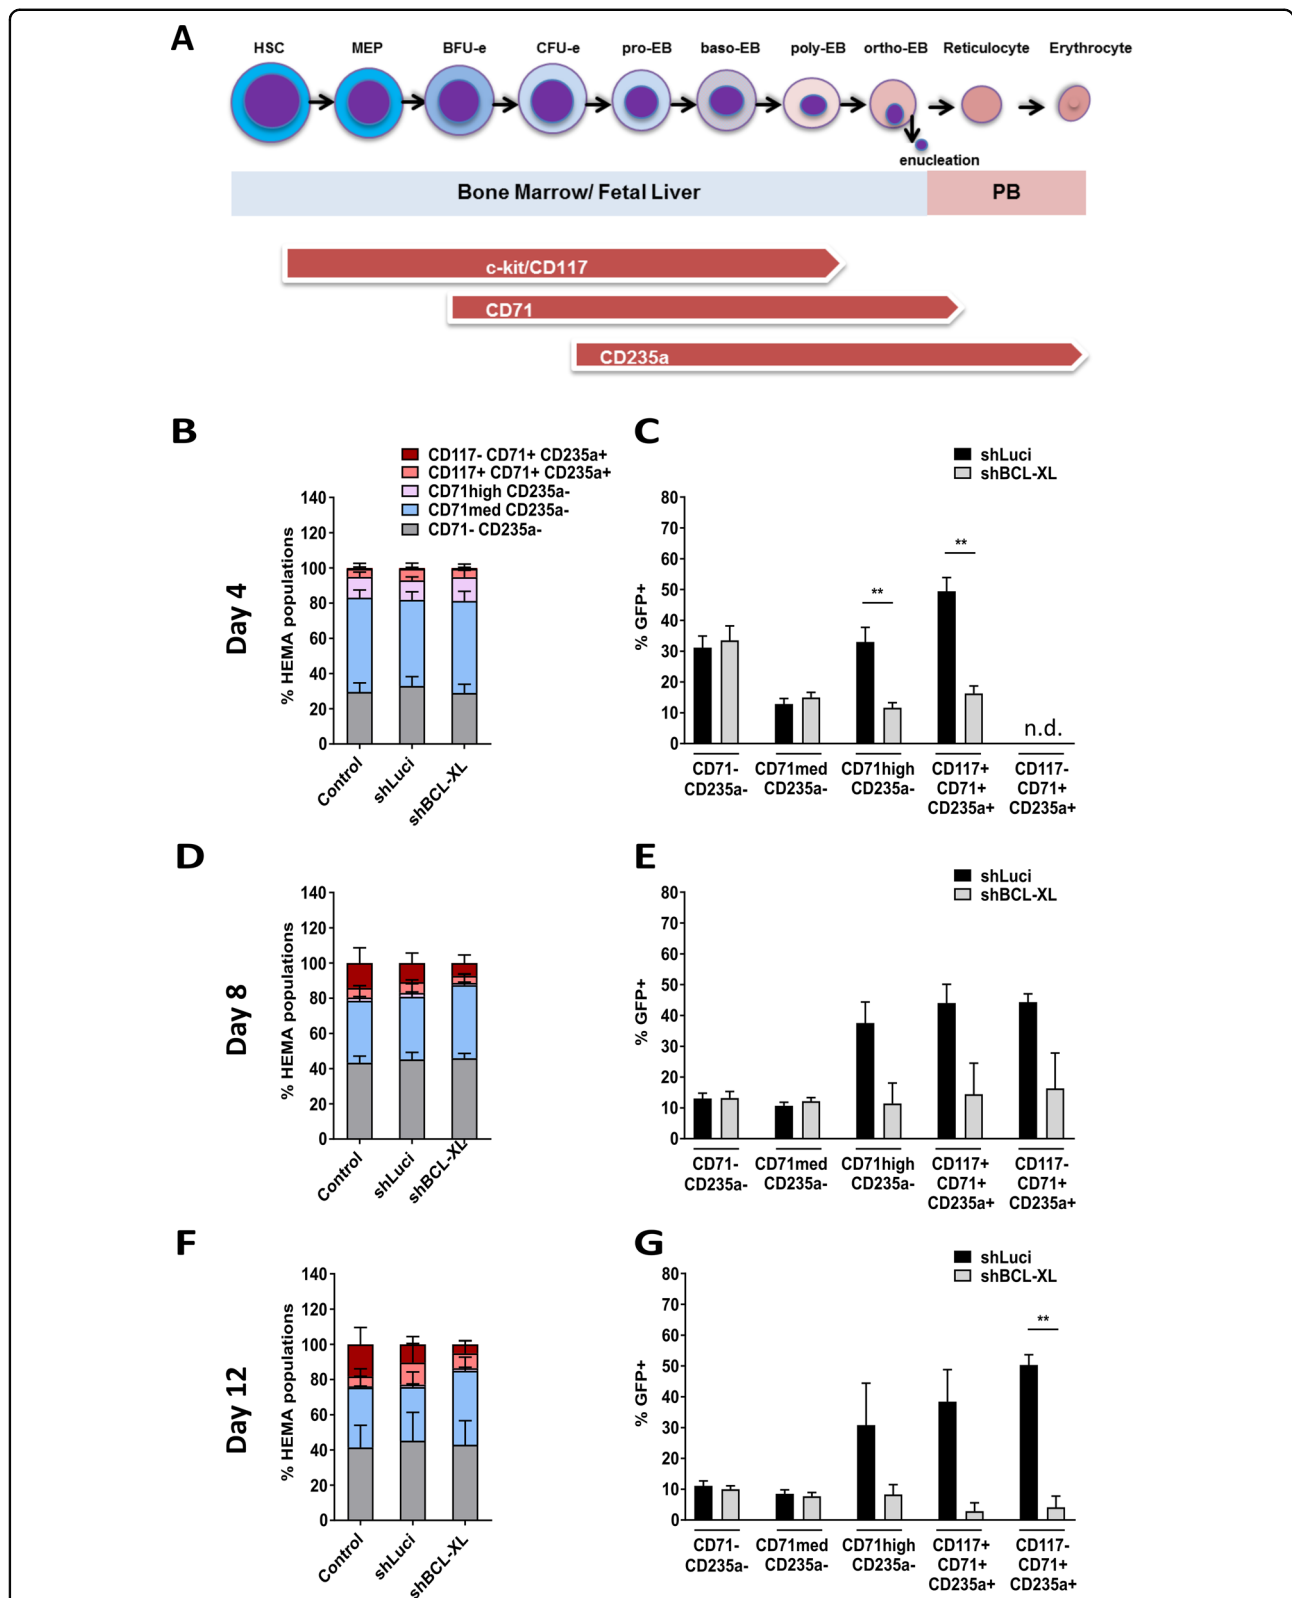 A
HSC MEP BFU-e CFU-e pro-EB baso-EB poly-EB ortho-EB Reticulocyte Erythrocyte
enucleation
Bone Marrow/ Fetal Liver PB
c-kit/CD117
CD71
CD235a
B
CD117- CD71+ CD235a+
CD117+ CD71+ CD235a+
CD71high CD235a-
CD71med CD235a-
CD71- CD235a-
Day 4
% HEMA populations
140
120
100
80
60
40
20
0
Control shLuci shBCL-XL
C
shLuci
shBCL-XL
% GFP+
80
70
60
50
40
30
20
10
0
**
**
n.d.
CD71- CD71med CD71high CD117+ CD117-
CD235a- CD235a- CD235a- CD71+ CD71+
CD235a+ CD235a+
D
Day 8
% HEMA populations
140
120
100
80
60
40
20
0
Control shLuci shBCL-XL
E
shLuci
shBCL-XL
% GFP+
80
70
60
50
40
30
20
10
0
CD71- CD71med CD71high CD117+ CD117-
CD235a- CD235a- CD235a- CD71+ CD71+
CD235a+ CD235a+
F
Day 12
% HEMA populations
140
120
100
80
60
40
20
0
Control shLuci shBCL-XL
G
shLuci
shBCL-XL
% GFP+
80
70
60
50
40
30
20
10
0
**
CD71- CD71med CD71high CD117+ CD117-
CD235a- CD235a- CD235a- CD71+ CD71+
CD235a+ CD235a+